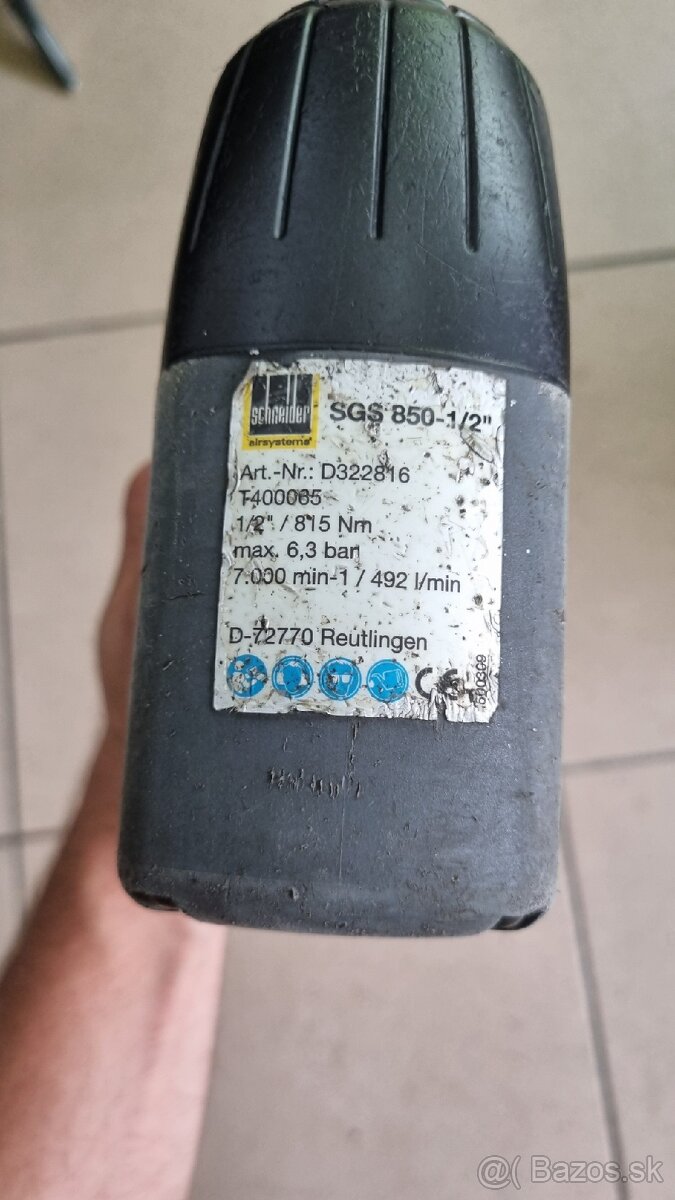 schneider
airsystems
SGS 850-1/2"
Art.-Nr.: D322816
T400065
1/2" / 815 Nm
max. 6,3 bar
7.000 min-1 / 492 l/min
D-72770 Reutlingen
CE
@( Bazos.sk